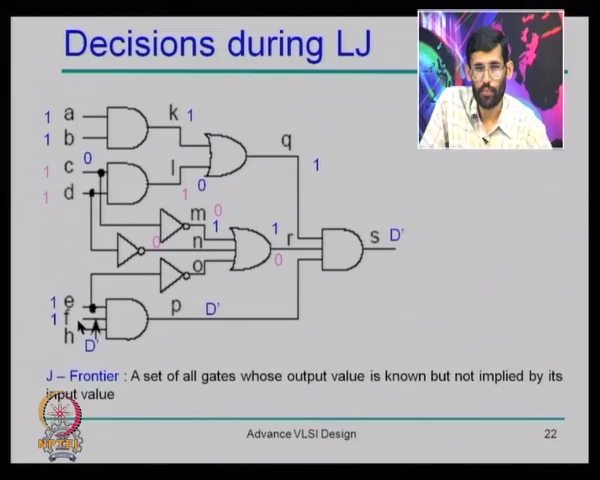 Decisions during LJ
1 a
k 1
1 b
q
0
1 c
l
1
1 d
0
1
m 0
1
1
s D'
n
0
r
0
o
1 e
p D'
1 f
h
D'
J – Frontier : A set of all gates whose output value is known but not implied by its
input value
NPTEL
Advance VLSI Design
22